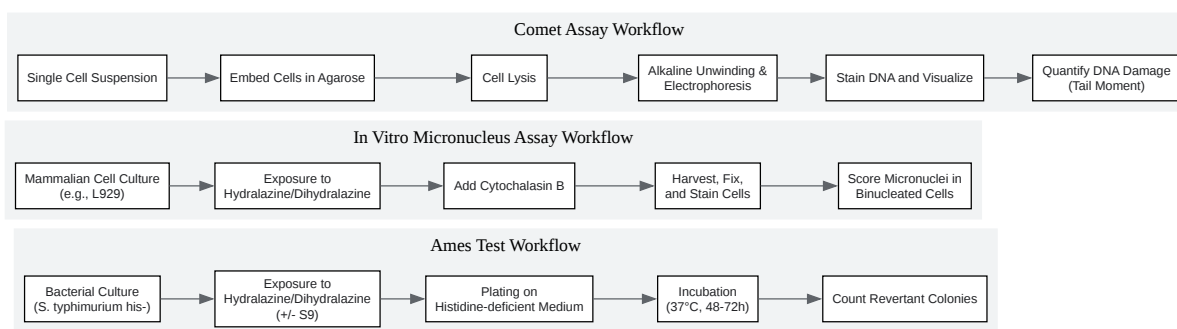 Comet Assay Workflow
Single Cell Suspension
Embed Cells in Agarose
Cell Lysis
Alkaline Unwinding &
Electrophoresis
Stain DNA and Visualize
Quantify DNA Damage
(Tail Moment)
In Vitro Micronucleus Assay Workflow
Mammalian Cell Culture
(e.g., L929)
Exposure to
Hydralazine/Dihydralazine
Add Cytochalasin B
Harvest, Fix,
and Stain Cells
Score Micronuclei in
Binucleated Cells
Ames Test Workflow
Bacterial Culture
(S. typhimurium his-)
Exposure to
Hydralazine/Dihydralazine
(+/- S9)
Plating on
Histidine-deficient Medium
Incubation
(37°C, 48-72h)
Count Revertant Colonies